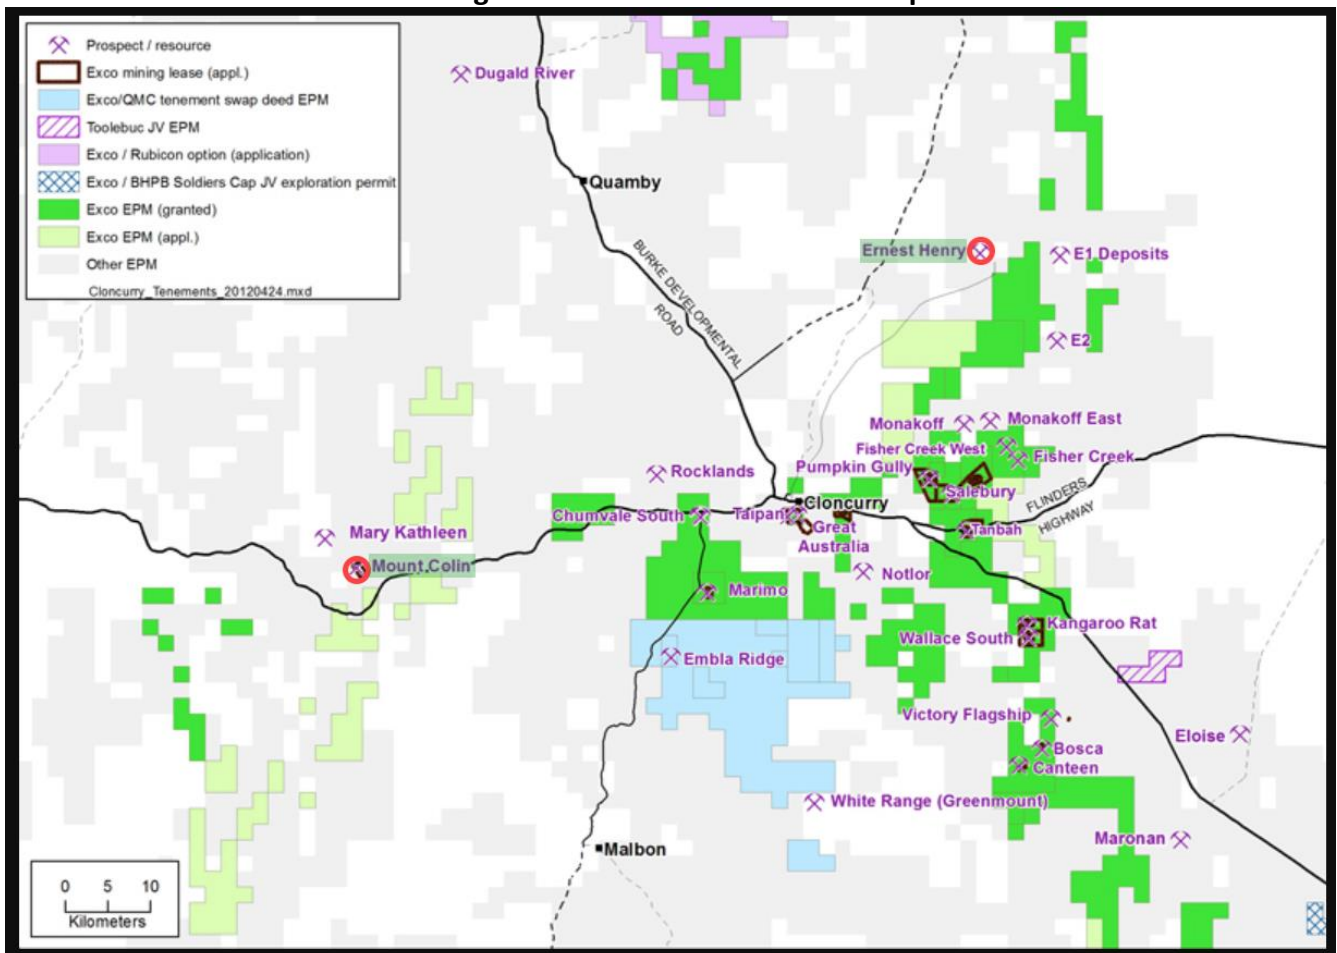 Prospect / resource
Exco mining lease (appl.)
Exco/QMC tenement swap deed EPM
Toolebuc JV EPM
Exco / Rubicon option (application)
Exco / BHPB Soldiers Cap JV exploration permit
Exco EPM (granted)
Exco EPM (appl.)
Other EPM
Cloncurry_Tenements_20120424.mxd
Dugald River
Quamby
BURKE DEVELOPMENTAL
ROAD
Ernest Henry
E1 Deposits
E2
Monakoff
Monakoff East
Fisher Creek West
Fisher Creek
Pumpkin Gully
Salebury
Rocklands
Cloncurry
FLINDERS
HIGHWAY
Chumvale South
Taipan
Great
Australia
Tanbah
Mary Kathleen
Mount Colin
Notlor
Marimo
Kangaroo Rat
Wallace South
Embla Ridge
Victory Flagship
Eloise
Bosca
Canteen
White Range (Greenmount)
Maronan
Malbon
0 5 10
Kilometers